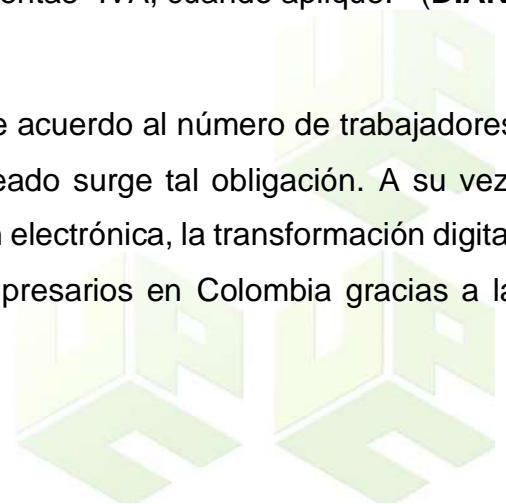 IVA, cuando aplique." (DIAN
e acuerdo al número de trabajadores
eado surge tal obligación. A su vez
n electrónica, la transformación digita
presarios en Colombia gracias a la